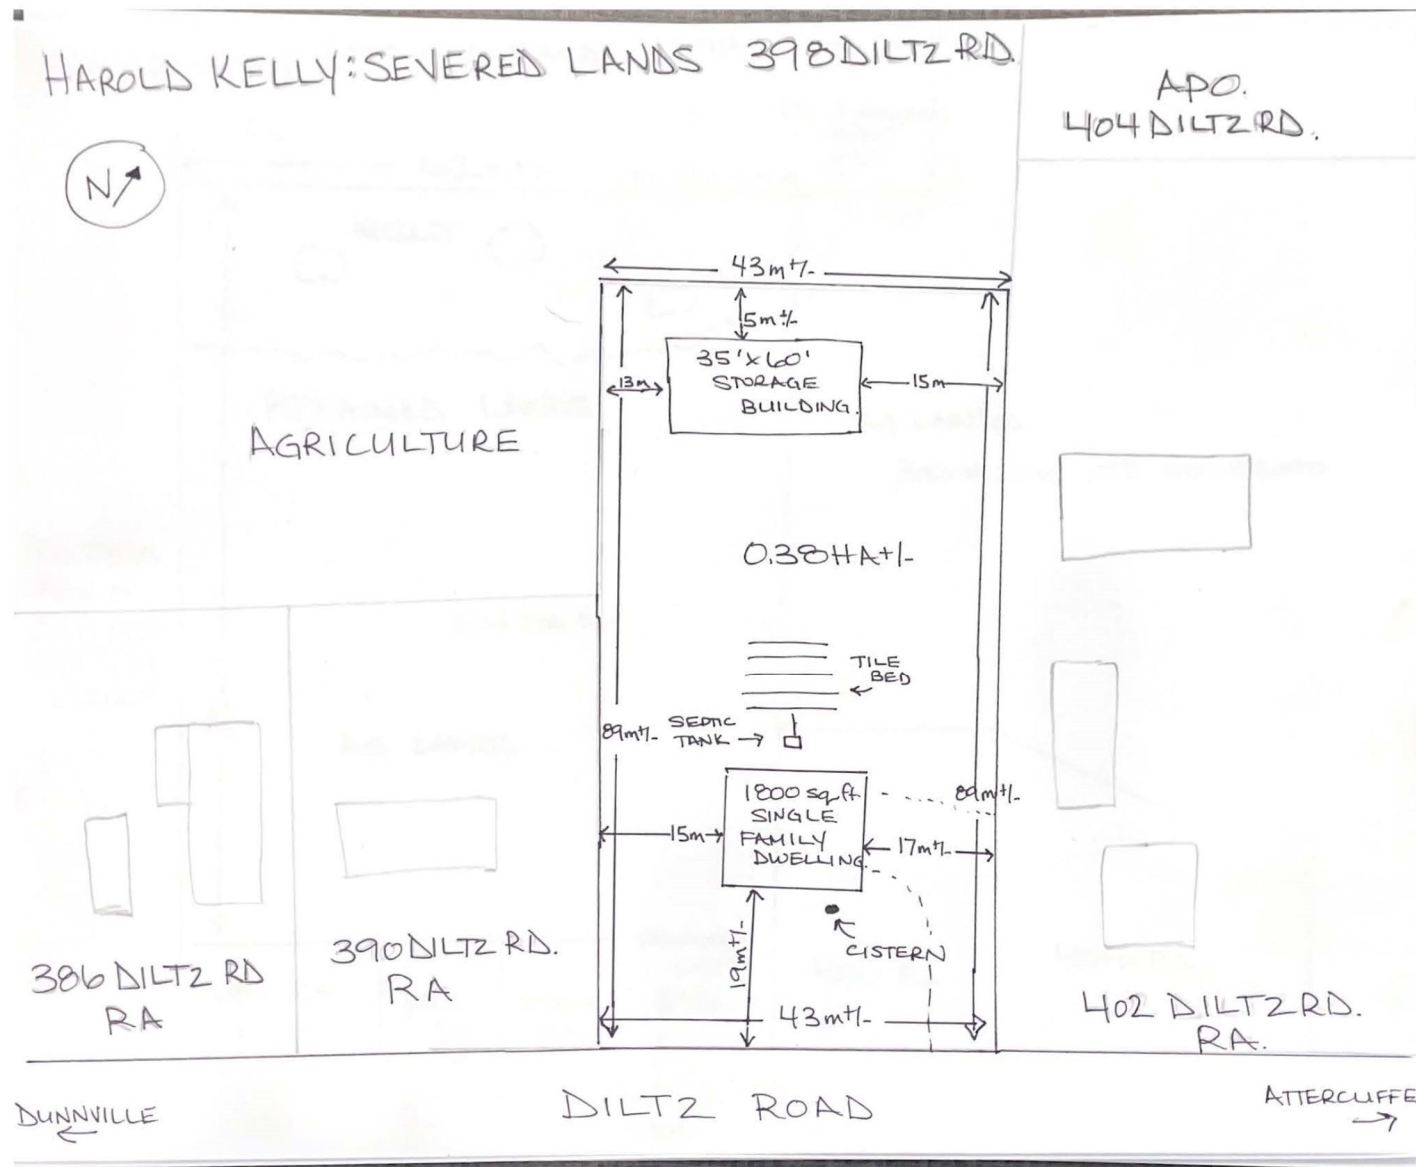 HAROLD KELLY: SEVERED LANDS 398 DILTZ RD.
APO.
404 DILTZ RD.
N
43m+/-
5m+/-
35'x60'
STORAGE
BUILDING.
13m
15m
AGRICULTURE
0.38HA+/-
TILE
BED
SEPTIC
TANK
89m+/-
1800 sq.ft
SINGLE
FAMILY
DWELLING
89m+/-
15m
17m+/-
19m+/-
CISTERN
43m+/-
386 DILTZ RD
RA
390 DILTZ RD.
RA
402 DILTZ RD.
RA.
DUNNVILLE
DILTZ ROAD
ATTERCLIFFE